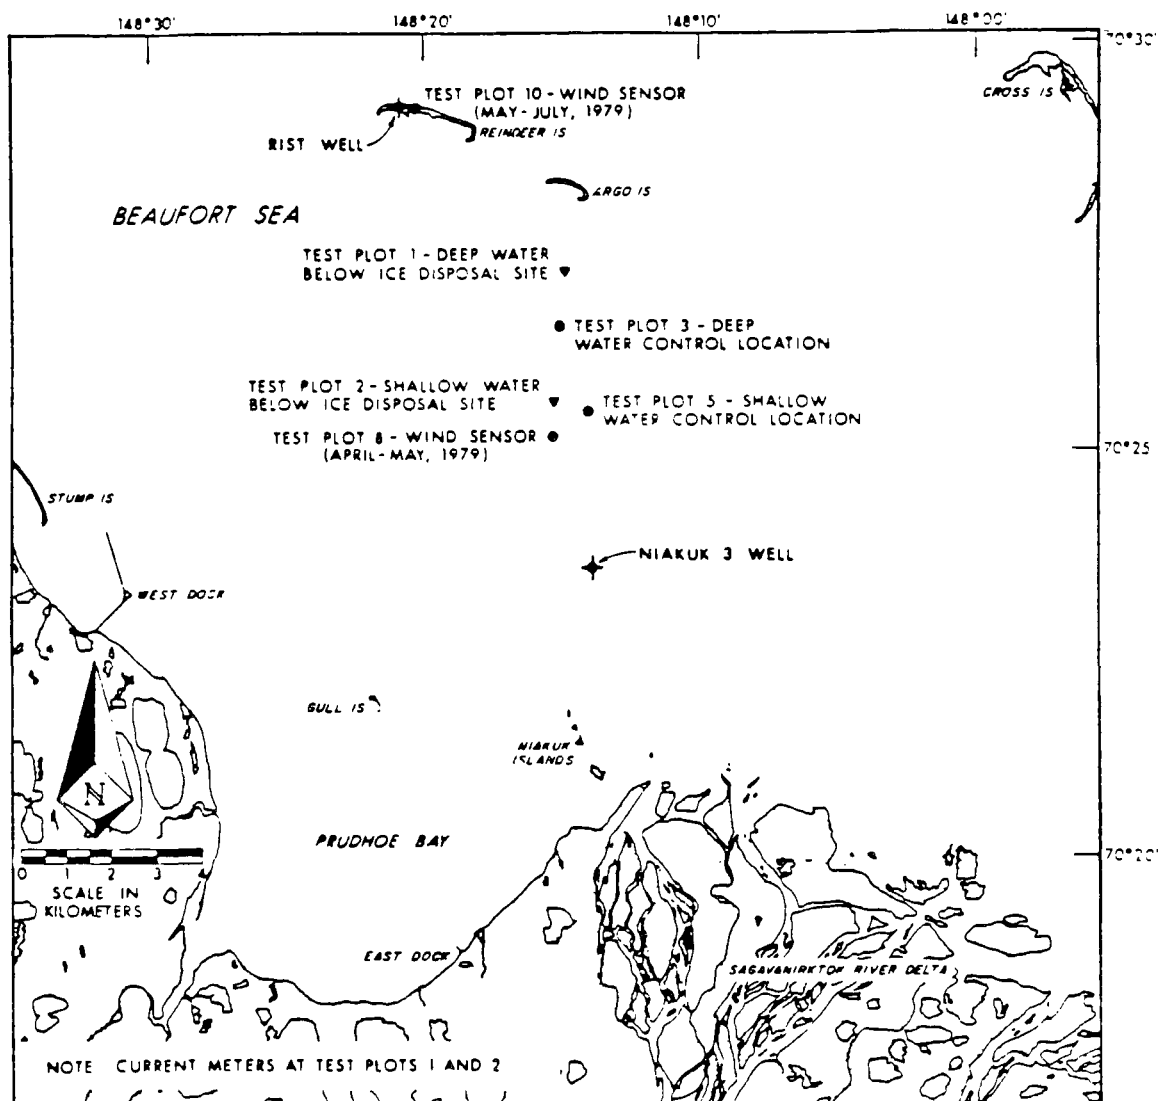 148°30' 148°20' 148°10' 148°00'
70°30'
TEST PLOT 10-WIND SENSOR
(MAY-JULY, 1979)
CROSS IS
REINDEER IS
RIST WELL
ARGO IS
BEAUFORT SEA
TEST PLOT 1-DEEP WATER
BELOW ICE DISPOSAL SITE
TEST PLOT 3-DEEP
WATER CONTROL LOCATION
TEST PLOT 2-SHALLOW WATER
BELOW ICE DISPOSAL SITE
TEST PLOT 5-SHALLOW
WATER CONTROL LOCATION
TEST PLOT 8-WIND SENSOR
(APRIL-MAY, 1979)
70°25
STUMP IS
NIAKUK 3 WELL
WEST DOCK
GULL IS
NIAKUK
ISLANDS
N
PRUDHOE BAY
70°20
0 1 2 3
SCALE IN
KILOMETERS
EAST DOCK
SAGAVANIRKTOK RIVER DELTA
NOTE CURRENT METERS AT TEST PLOTS 1 AND 2